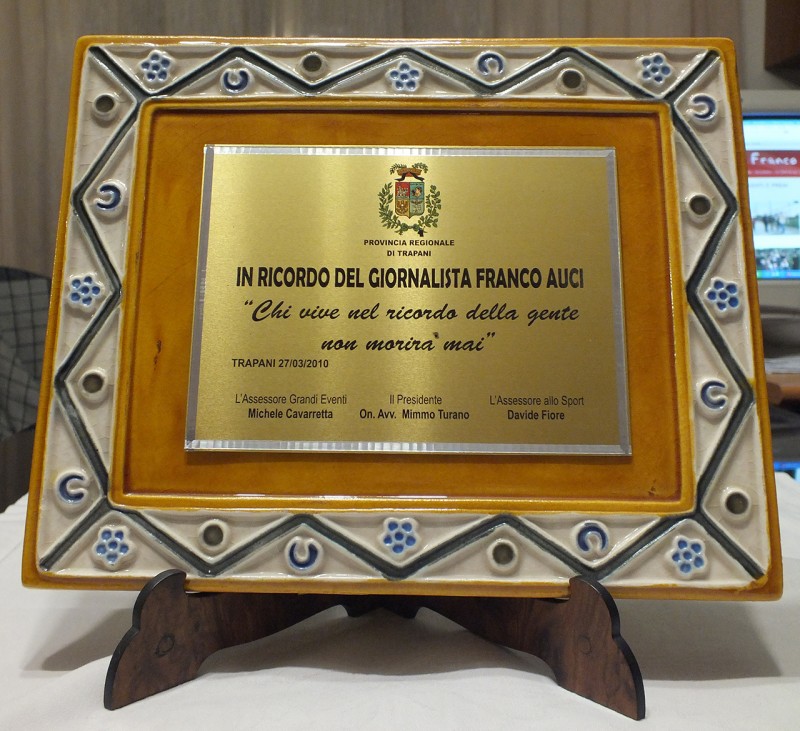 PROVINCIA REGIONALE
DI TRAPANI
IN RICORDO DEL GIORNALISTA FRANCO AUCI
“Chi vive nel ricordo della gente
non morirà mai”
TRAPANI 27/03/2010
L'Assessore Grandi Eventi Il Presidente L'Assessore allo Sport
Michele Cavarretta On. Avv. Mimmo Turano Davide Fiore
Franco